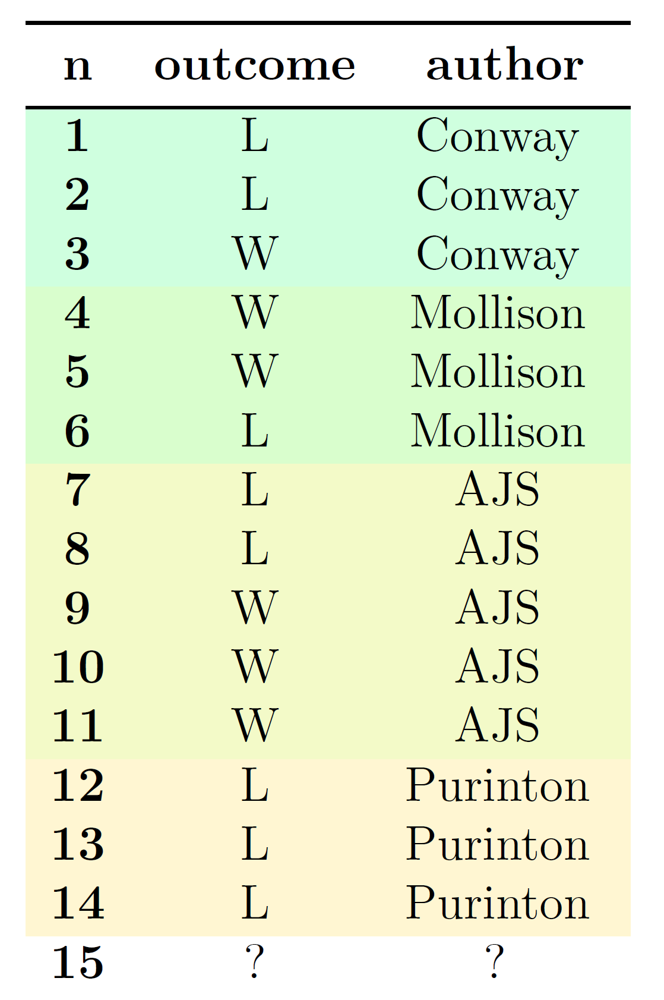 n outcome author
1 L Conway
2 L Conway
3 W Conway
4 W Mollison
5 W Mollison
6 L Mollison
7 L AJS
8 L AJS
9 W AJS
10 W AJS
11 W AJS
12 L Purinton
13 L Purinton
14 L Purinton
15 ? ?